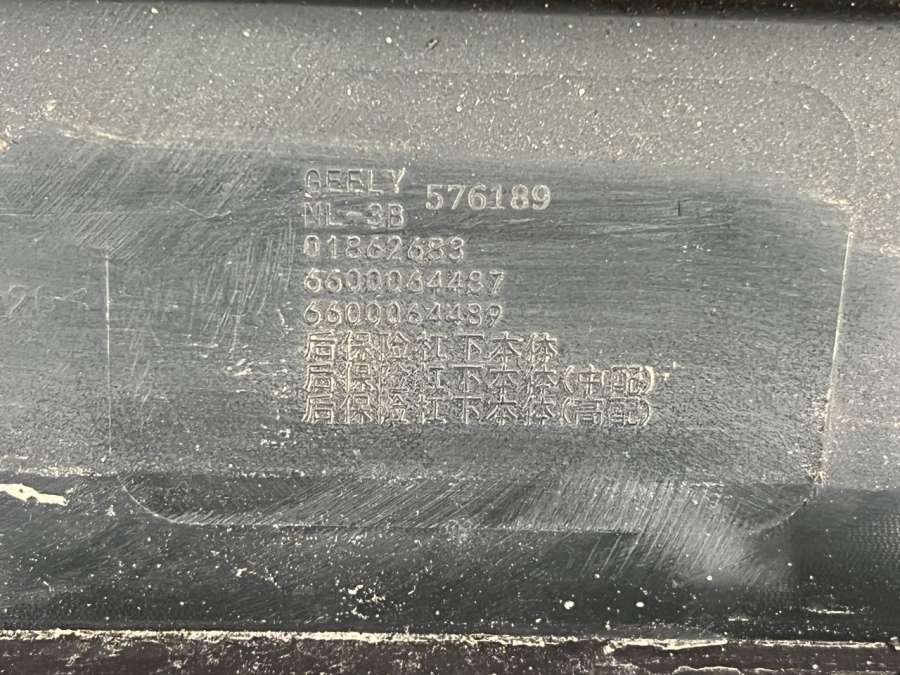 GEELY 576189
NL-3B
01862683
6600064487
6600064489
后保险杠下本体
后保险杠下本体(中配)
后保险杠下本体(高配)